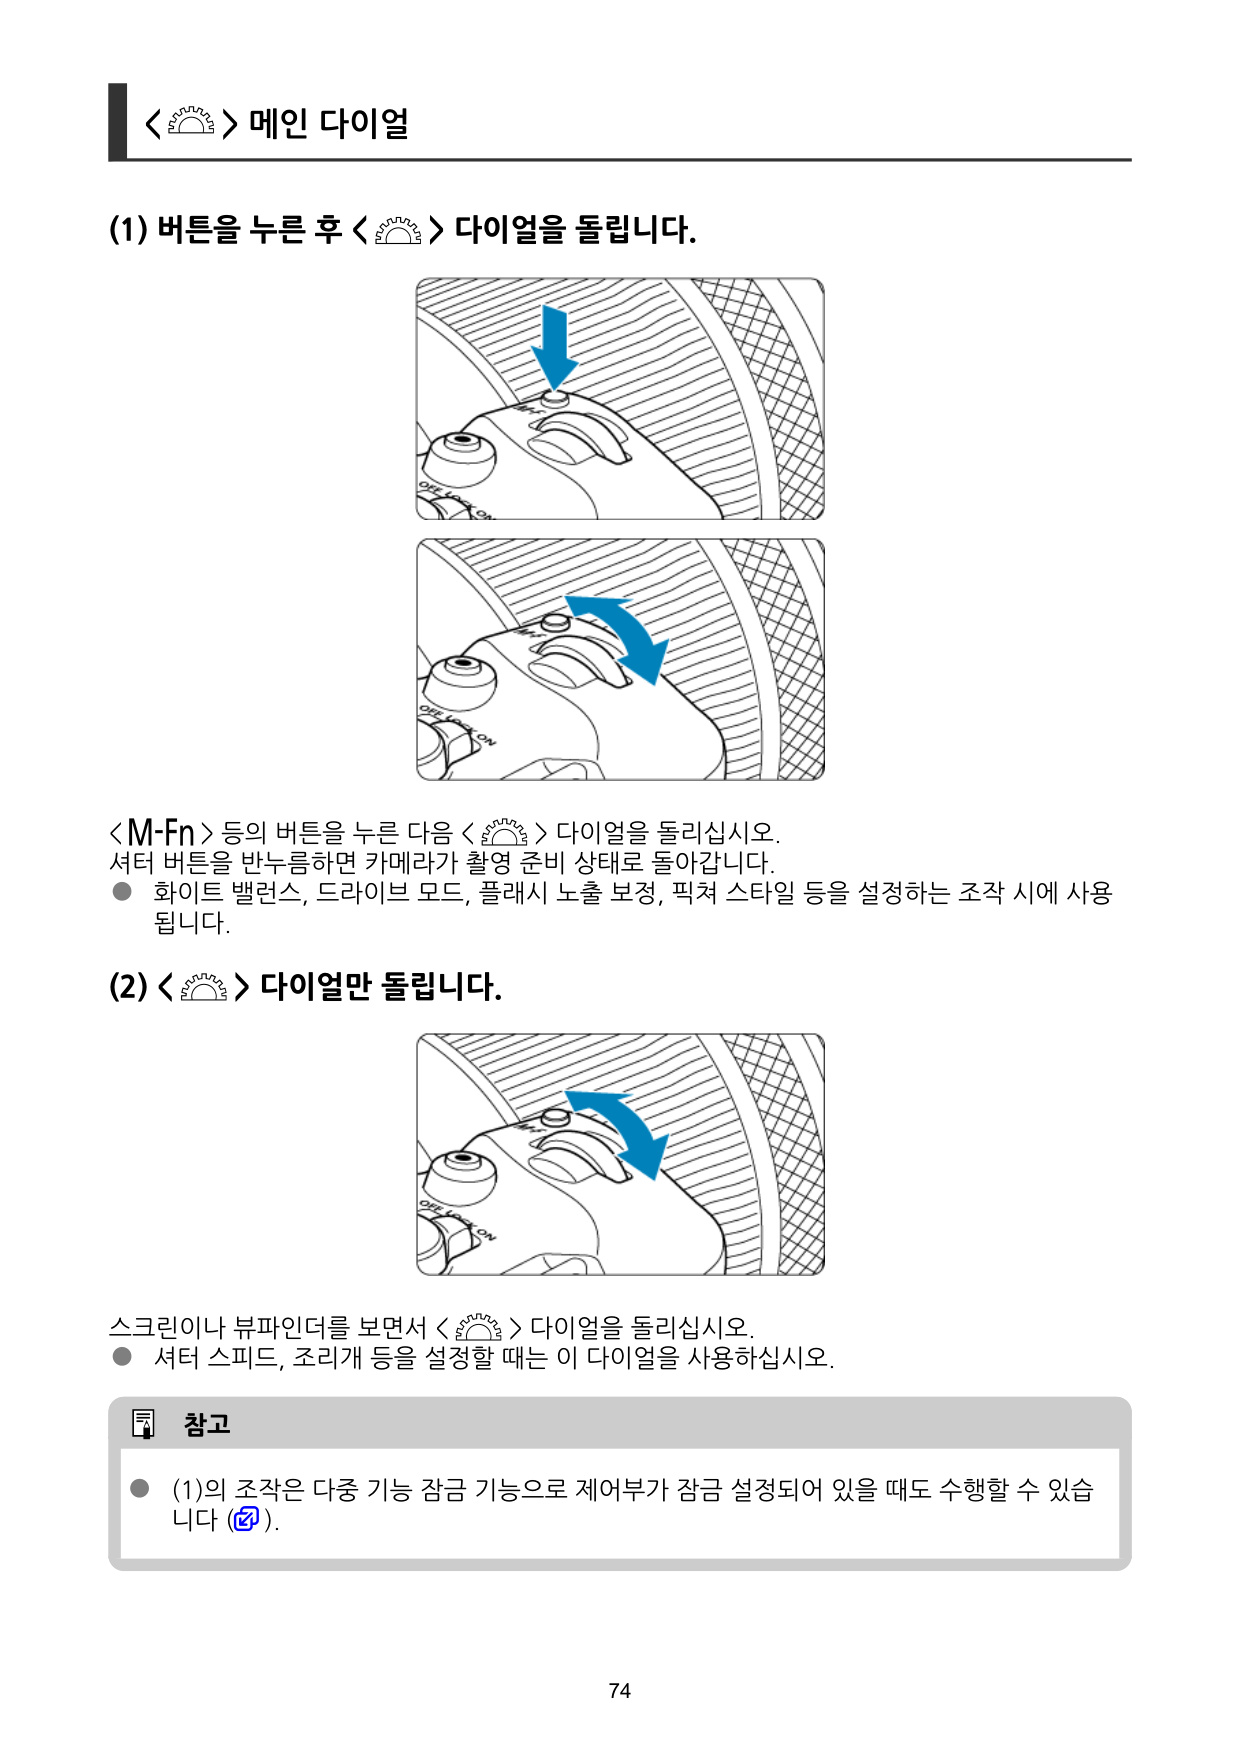 < > 메인 다이얼
(1) 버튼을 누른 후 < > 다이얼을 돌립니다.
M-F
OFF LOCK ON
M-F
OFF LOCK ON
<M-Fn> 등의 버튼을 누른 다음 < > 다이얼을 돌리십시오.
셔터 버튼을 반누름하면 카메라가 촬영 준비 상태로 돌아갑니다.
● 화이트 밸런스, 드라이브 모드, 플래시 노출 보정, 픽쳐 스타일 등을 설정하는 조작 시에 사용
됩니다.
(2) < > 다이얼만 돌립니다.
M-F
OFF LOCK ON
스크린이나 뷰파인더를 보면서 < > 다이얼을 돌리십시오.
● 셔터 스피드, 조리개 등을 설정할 때는 이 다이얼을 사용하십시오.
참고
● (1)의 조작은 다중 기능 잠금 기능으로 제어부가 잠금 설정되어 있을 때도 수행할 수 있습
니다 ( ).
74